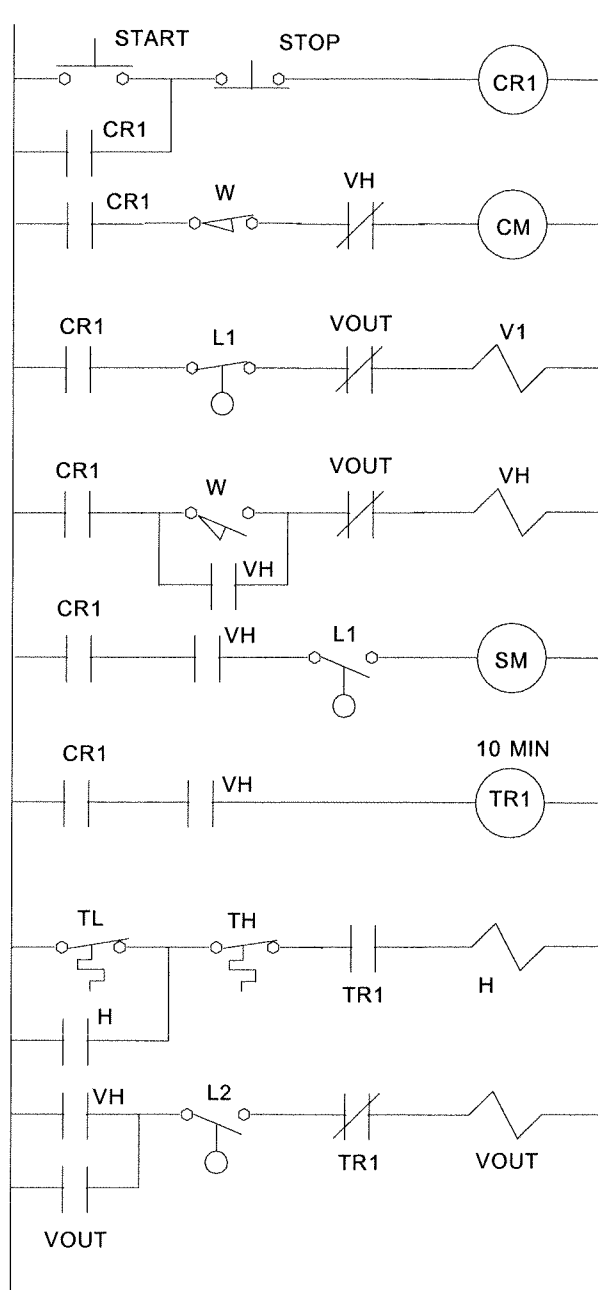 START STOP
CR1
CR1
CR1 W VH
CM
CR1 L1 VOUT V1
CR1 W VOUT VH
VH
CR1 VH L1
SM
10 MIN
CR1 VH
TR1
TL TH
TR1 H
H
VH L2
TR1 VOUT
VOUT